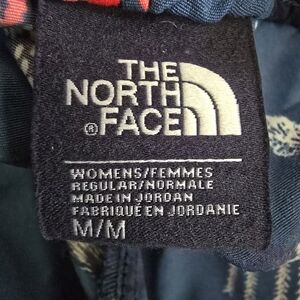 THE
NORTH
FACE
®
WOMENS/FEMMES
REGULAR/NORMALE
MADE IN JORDAN
FABRIQUÉ EN JORDANIE
M/M